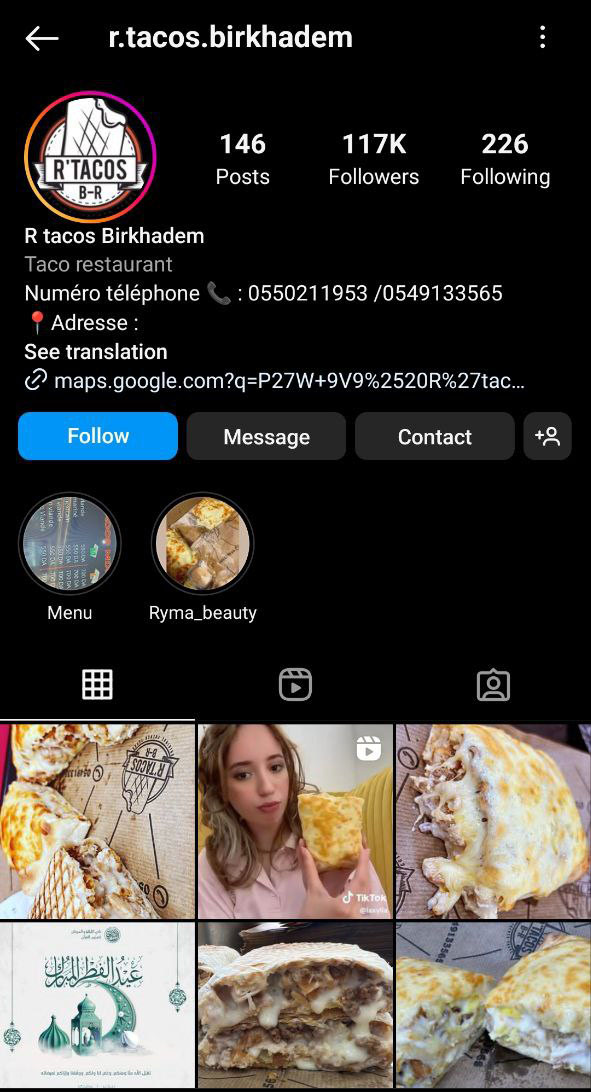 r.tacos.birkhadem
R'TACOS
B-R
146
Posts
117K
Followers
226
Following
R tacos Birkhadem
Taco restaurant
Numéro téléphone 📞 : 0550211953 /0549133565
📍 Adresse :
See translation
maps.google.com?q=P27W+9V9%2520R%27tac...
Follow
Message
Contact
Menu
Ryma_beauty
R'TACOS
B-R
TikTok
عيد الفطر المبارك